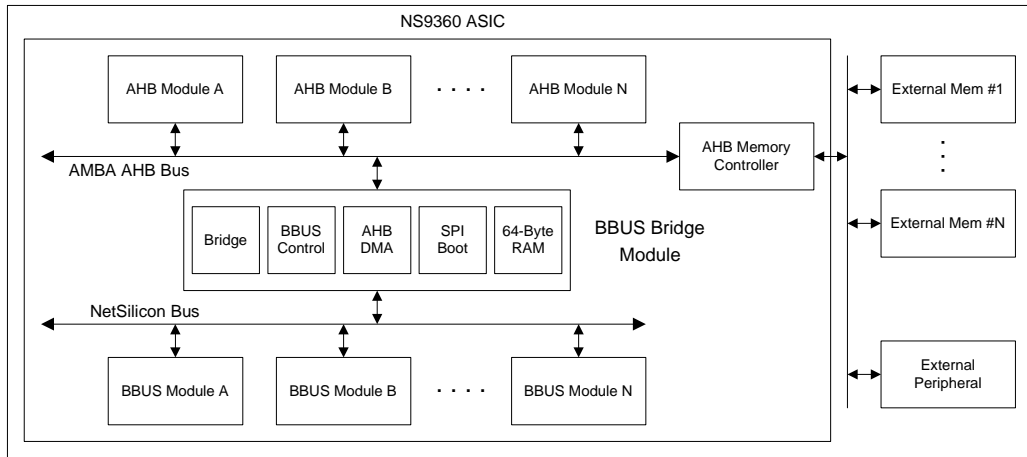 NS9360 ASIC
AHB Module A
AHB Module B
. . . .
AHB Module N
External Mem #1
AHB Memory
Controller
AMBA AHB Bus
.
.
.
Bridge
BBUS
Control
AHB
DMA
SPI
Boot
64-Byte
RAM
BBUS Bridge
Module
External Mem #N
NetSilicon Bus
BBUS Module A
BBUS Module B
. . . .
BBUS Module N
External
Peripheral